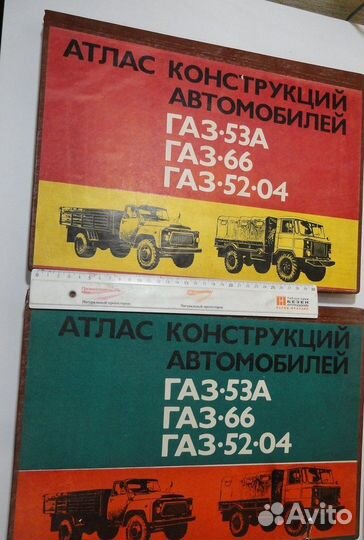 АТЛАС КОНСТРУКЦИЙ
АВТОМОБИЛЕЙ
ГАЗ·53А
ГАЗ·66
ГАЗ·52·04
АТЛАС КОНСТРУКЦИЙ
АВТОМОБИЛЕЙ
ГАЗ·53А
ГАЗ·66
ГАЗ·52·04
Avito